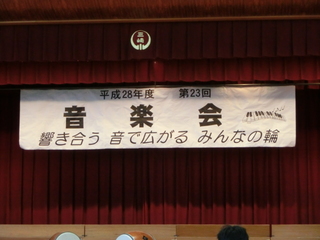 平成28年度 第23回
音楽会
響き合う 音で広がる みんなの輪